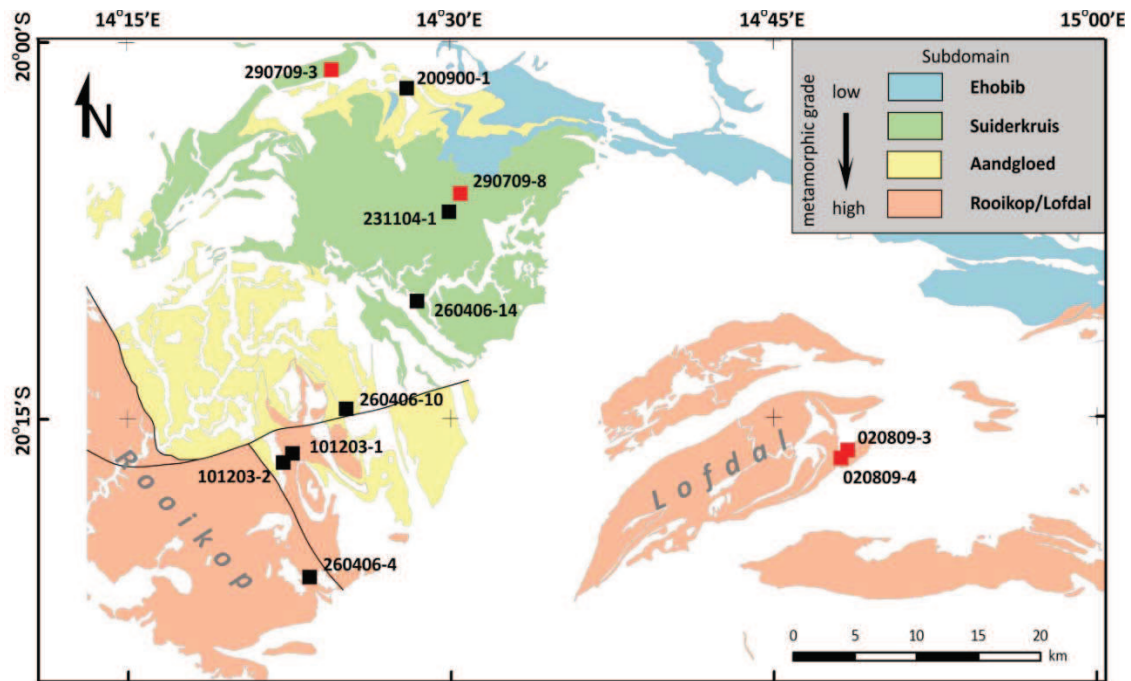 14°15'E
14°30'E
14°45'E
15°00'E
20°00'S
20°15'S
N
290709-3
200900-1
290709-8
231104-1
260406-14
260406-10
101203-1
101203-2
260406-4
020809-3
020809-4
Rooikop
Lofdal
Subdomain
metamorphic grade
low
high
Ehobib
Suiderkruis
Aandgloed
Rooikop/Lofdal
0 5 10 15 20
km